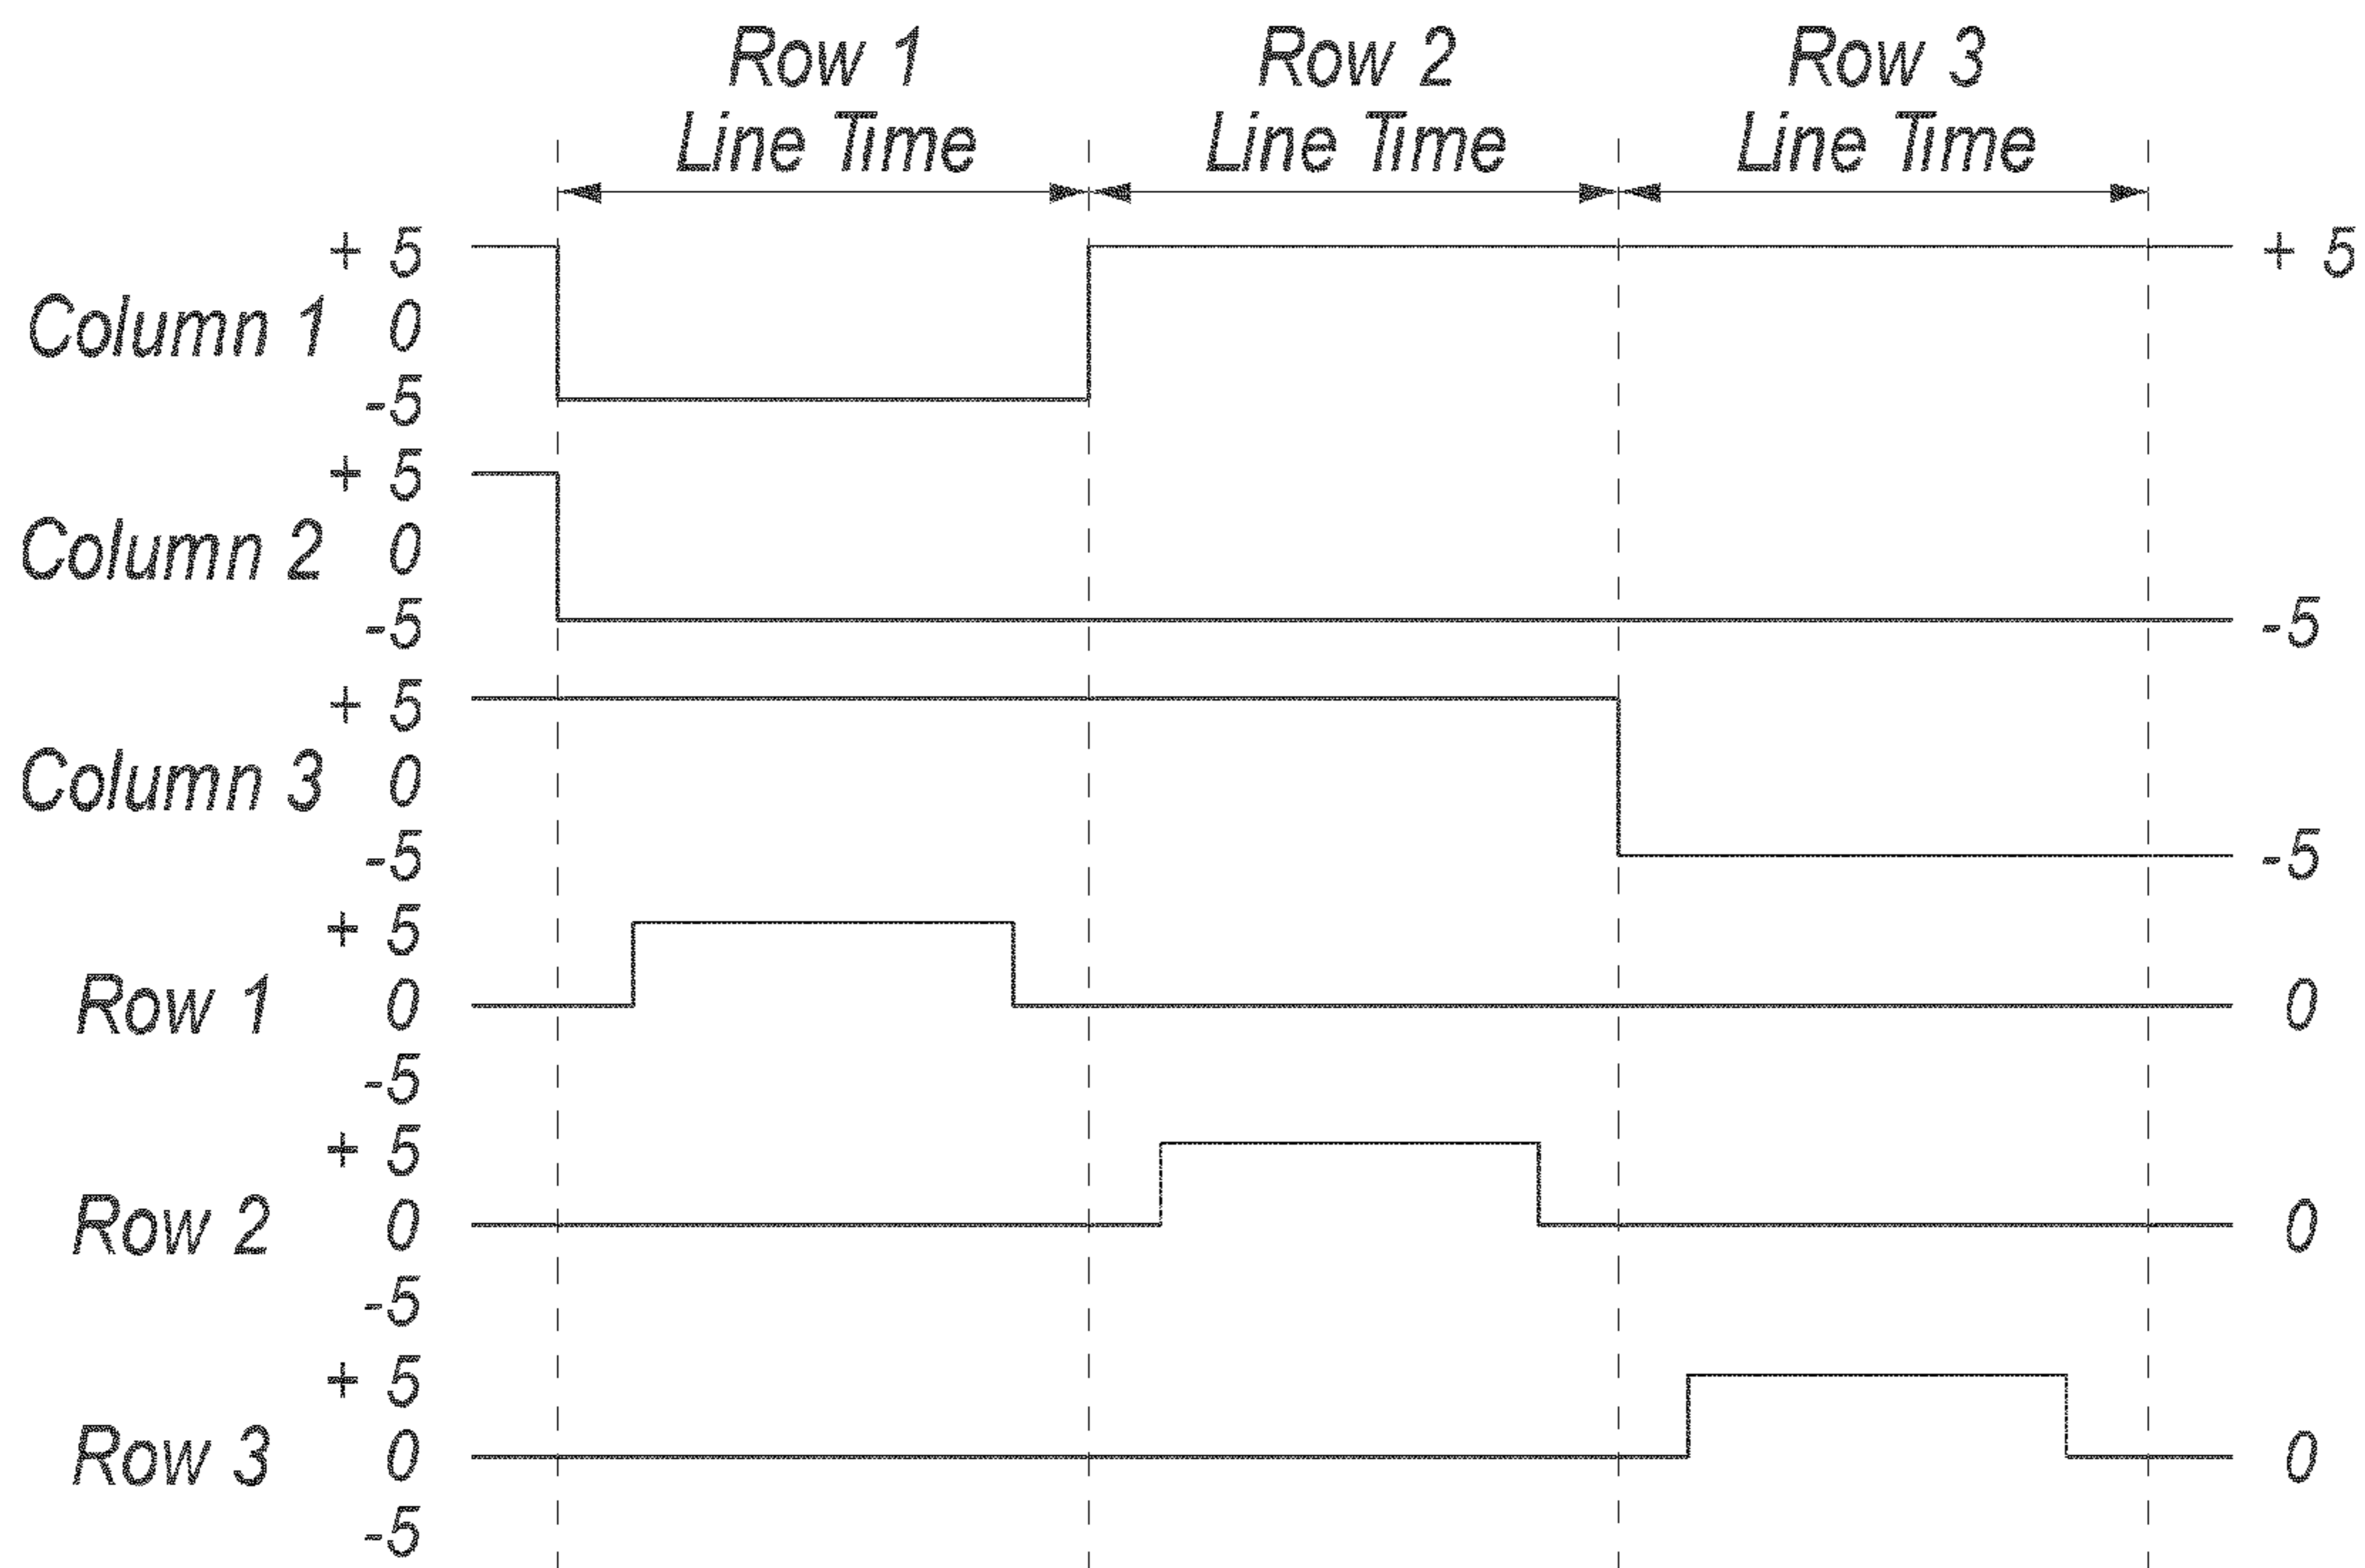 Row 1 Row 2 Row 3
Line Time Line Time Line Time
+ 5 + 5
Column 1 0
-5
+ 5
Column 2 0
-5 -5
+ 5
Column 3 0
-5 -5
+ 5
Row 1 0 0
-5
+ 5
Row 2 0 0
-5
+ 5
Row 3 0 0
-5